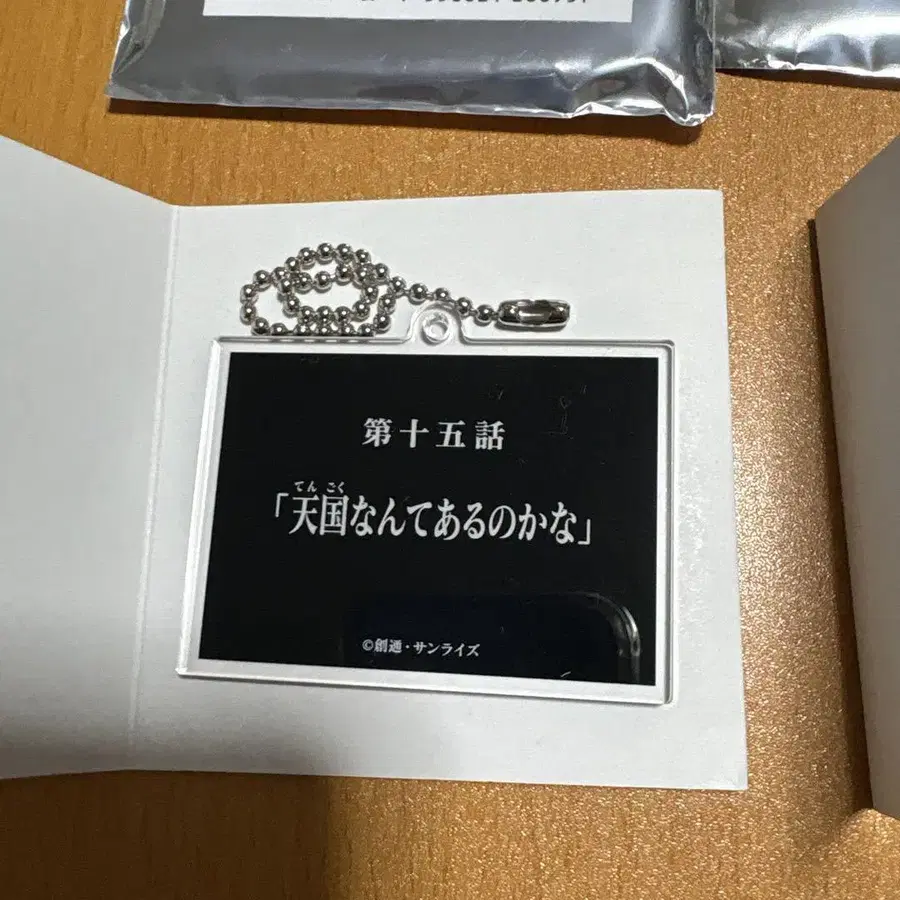 第十五話
てんごく
「天国なんてあるのかな」
©創通・サンライズ